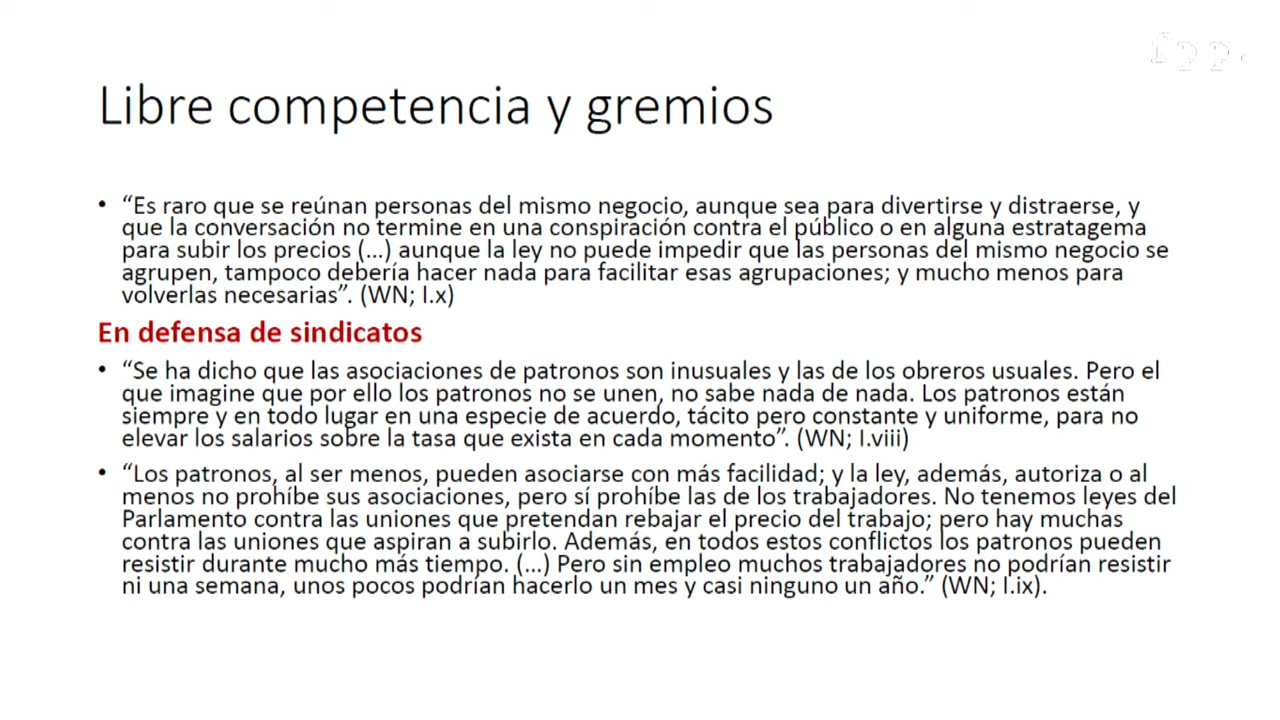 fpp.
Libre competencia y gremios
• “Es raro que se reúnan personas del mismo negocio, aunque sea para divertirse y distraerse, y
que la conversación no termine en una conspiración contra el público o en alguna estratagema
para subir los precios (...) aunque la ley no puede impedir que las personas del mismo negocio se
agrupen, tampoco debería hacer nada para facilitar esas agrupaciones; y mucho menos para
volverlas necesarias”. (WN; I.x)
En defensa de sindicatos
• “Se ha dicho que las asociaciones de patronos son inusuales y las de los obreros usuales. Pero el
que imagine que por ello los patronos no se unen, no sabe nada de nada. Los patronos están
siempre y en todo lugar en una especie de acuerdo, tácito pero constante y uniforme, para no
elevar los salarios sobre la tasa que exista en cada momento”. (WN; I.viii)
• “Los patronos, al ser menos, pueden asociarse con más facilidad; y la ley, además, autoriza o al
menos no prohíbe sus asociaciones, pero sí prohíbe las de los trabajadores. No tenemos leyes del
Parlamento contra las uniones que pretendan rebajar el precio del trabajo; pero hay muchas
contra las uniones que aspiran a subirlo. Además, en todos estos conflictos los patronos pueden
resistir durante mucho más tiempo. (...) Pero sin empleo muchos trabajadores no podrían resistir
ni una semana, unos pocos podrían hacerlo un mes y casi ninguno un año.” (WN; I.ix).